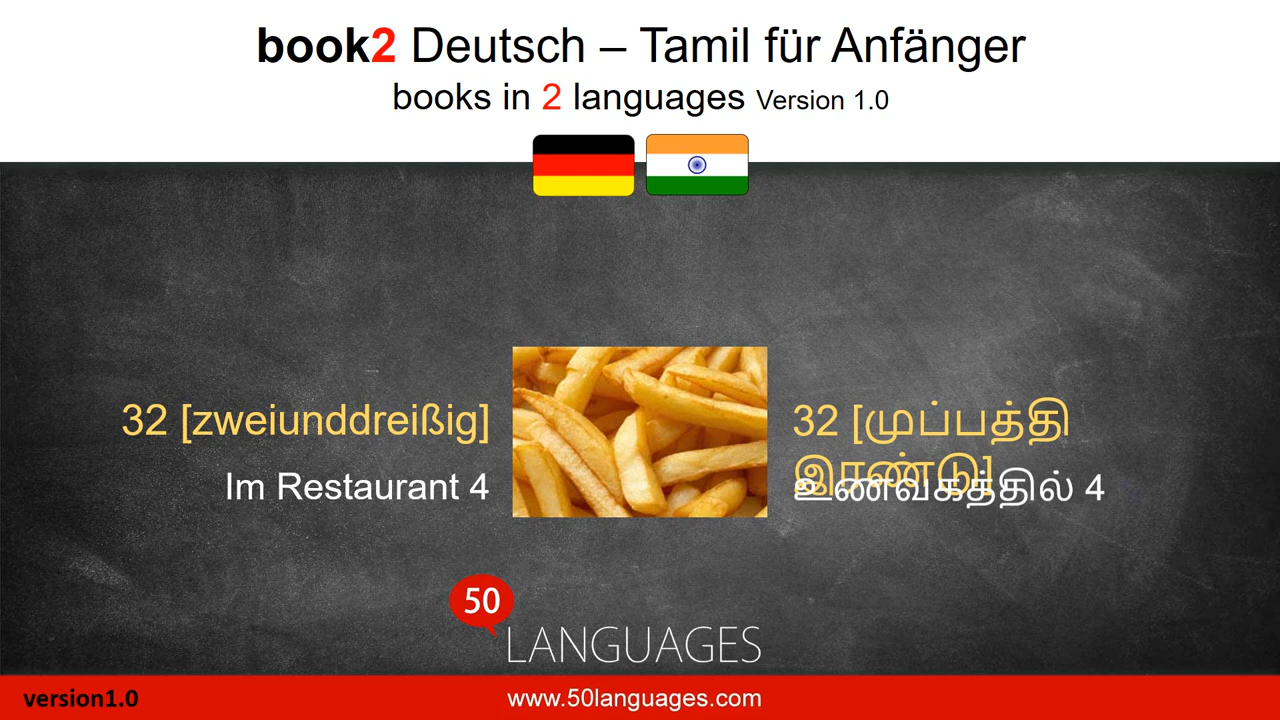 book2 Deutsch – Tamil für Anfänger
books in 2 languages Version 1.0
32 [zweiunddreißig]
Im Restaurant 4
32 [முப்பத்தி
இரண்டு]
உணவகத்தில் 4
50
LANGUAGES
version1.0
www.50languages.com